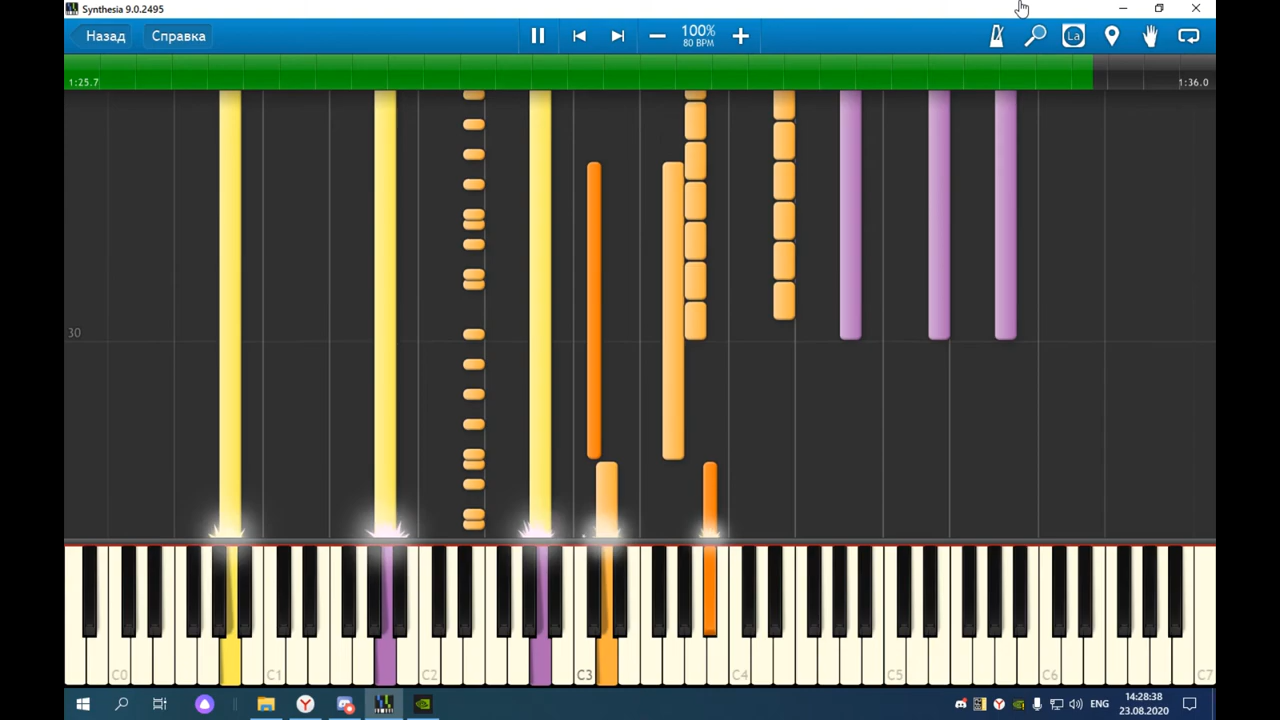 Synthesia 9.0.2495
Назад
Справка
100%
80 BPM
La
1:25.7
1:36.0
30
C0 C1 C2 C3 C4 C5 C6 C7
ENG
14:28:38
23.08.2020